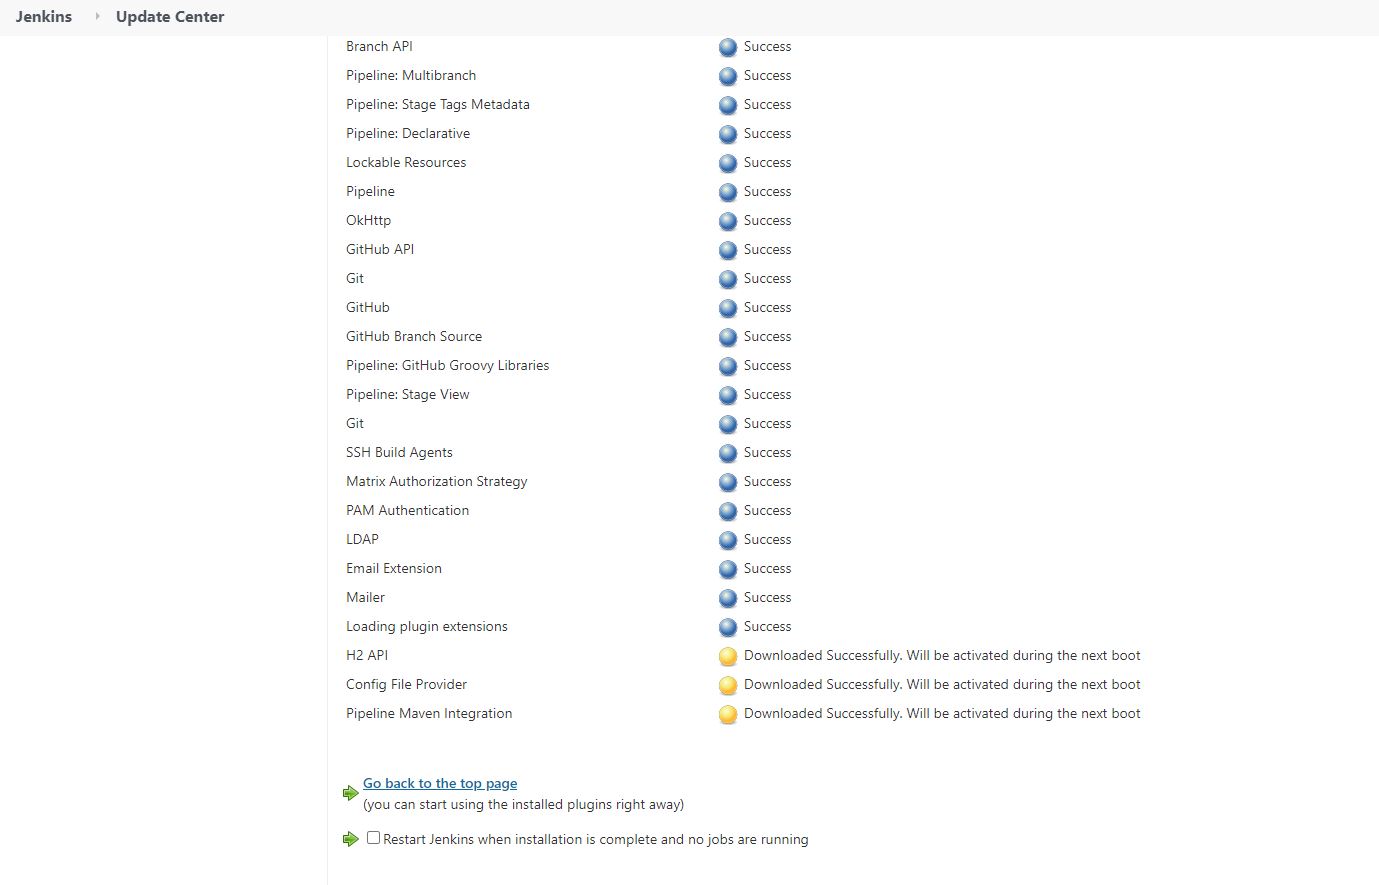 Jenkins Update Center
Branch API Success
Pipeline: Multibranch Success
Pipeline: Stage Tags Metadata Success
Pipeline: Declarative Success
Lockable Resources Success
Pipeline Success
OkHttp Success
GitHub API Success
Git Success
GitHub Success
GitHub Branch Source Success
Pipeline: GitHub Groovy Libraries Success
Pipeline: Stage View Success
Git Success
SSH Build Agents Success
Matrix Authorization Strategy Success
PAM Authentication Success
LDAP Success
Email Extension Success
Mailer Success
Loading plugin extensions Success
H2 API Downloaded Successfully. Will be activated during the next boot
Config File Provider Downloaded Successfully. Will be activated during the next boot
Pipeline Maven Integration Downloaded Successfully. Will be activated during the next boot
Go back to the top page
(you can start using the installed plugins right away)
Restart Jenkins when installation is complete and no jobs are running